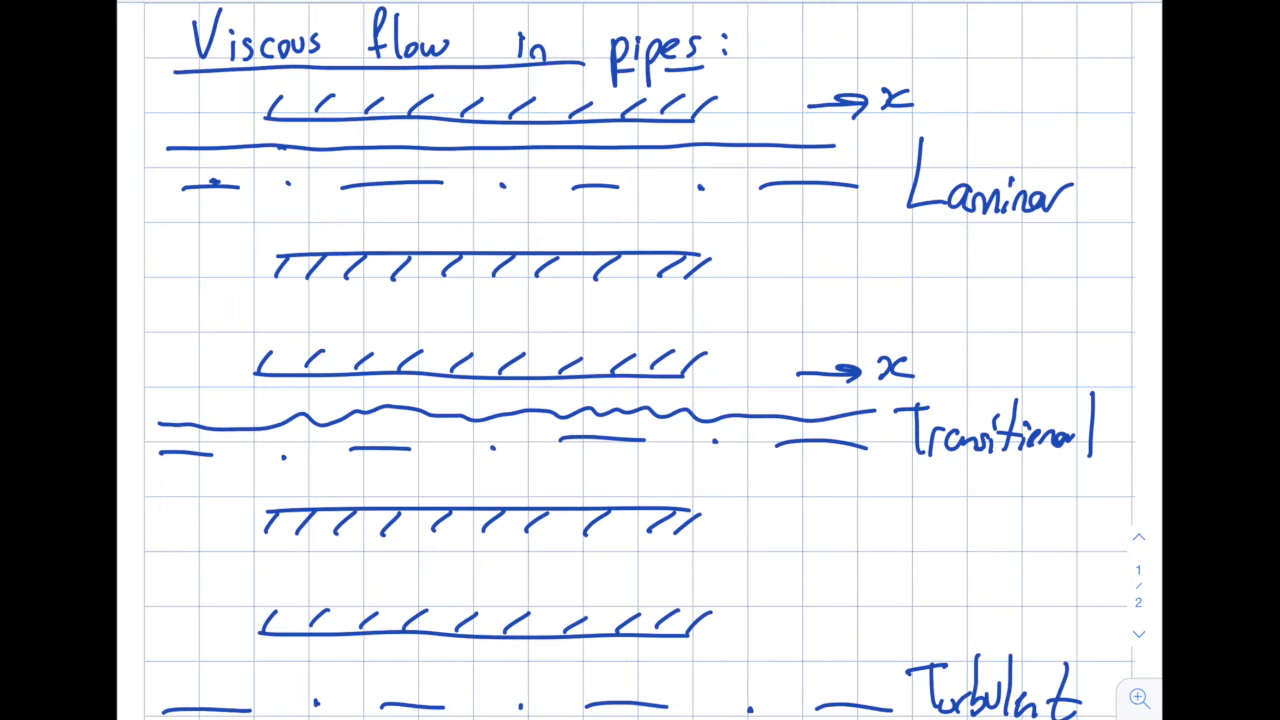 Viscous flow in pipes:
x
Laminar
x
Transitional
1
/
2
Turbulent